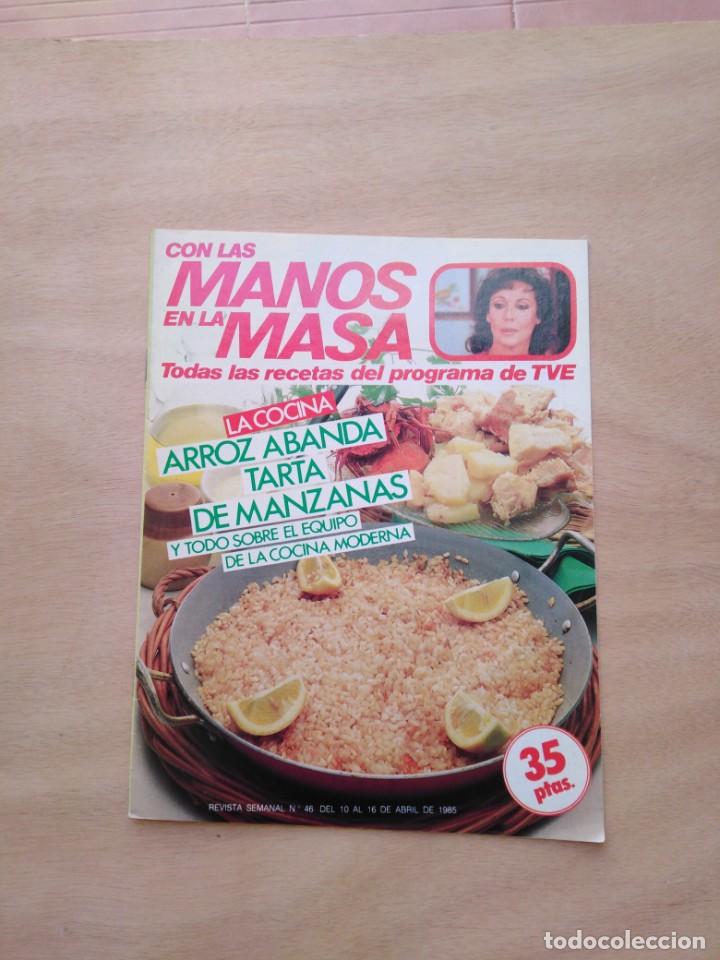 CON LAS
MANOS
EN LA MASA
Todas las recetas del programa de TVE
LA COCINA
ARROZ ABANDA
TARTA
DE MANZANAS
Y TODO SOBRE EL EQUIPO
DE LA COCINA MODERNA
35
ptas.
REVISTA SEMANAL N.° 46 DEL 10 AL 16 DE ABRIL DE 1985
todocoleccion